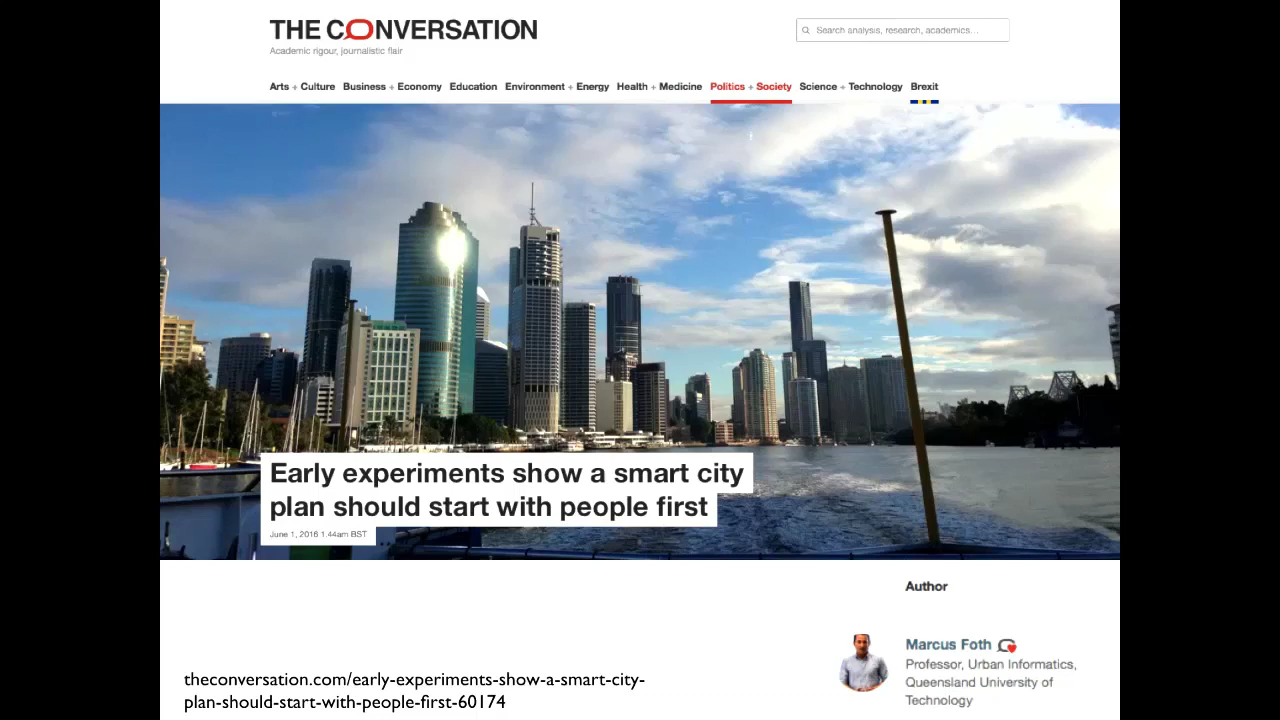 THE CONVERSATION
Academic rigour, journalistic flair
Search analysis, research, academics...
Arts + Culture Business + Economy Education Environment + Energy Health + Medicine Politics + Society Science + Technology Brexit
Early experiments show a smart city
plan should start with people first
June 1, 2016 1.44am BST
Author
Marcus Foth
Professor, Urban Informatics,
Queensland University of
Technology
theconversation.com/early-experiments-show-a-smart-city-
plan-should-start-with-people-first-60174